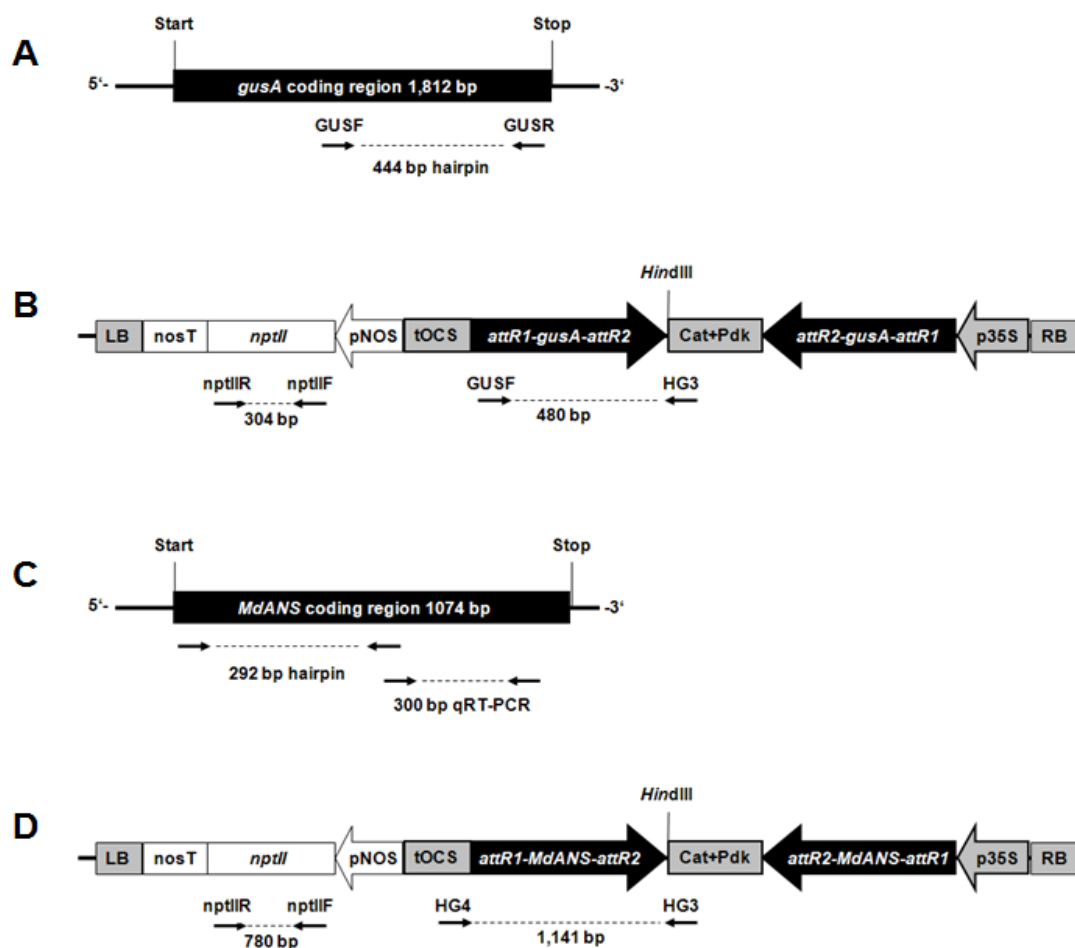 A
Start Stop
5‘- gusA coding region 1,812 bp -3‘
GUSF GUSR
444 bp hairpin
B
HindIII
LB nosT nptII pNOS tOCS attR1-gusA-attR2 Cat+Pdk attR2-gusA-attR1 p35S RB
nptIIR nptIIF GUSF HG3
304 bp 480 bp
C
Start Stop
5‘- MdANS coding region 1074 bp -3‘
292 bp hairpin
300 bp qRT-PCR
D
HindIII
LB nosT nptII pNOS tOCS attR1-MdANS-attR2 Cat+Pdk attR2-MdANS-attR1 p35S RB
nptIIR nptIIF HG4 HG3
780 bp 1,141 bp